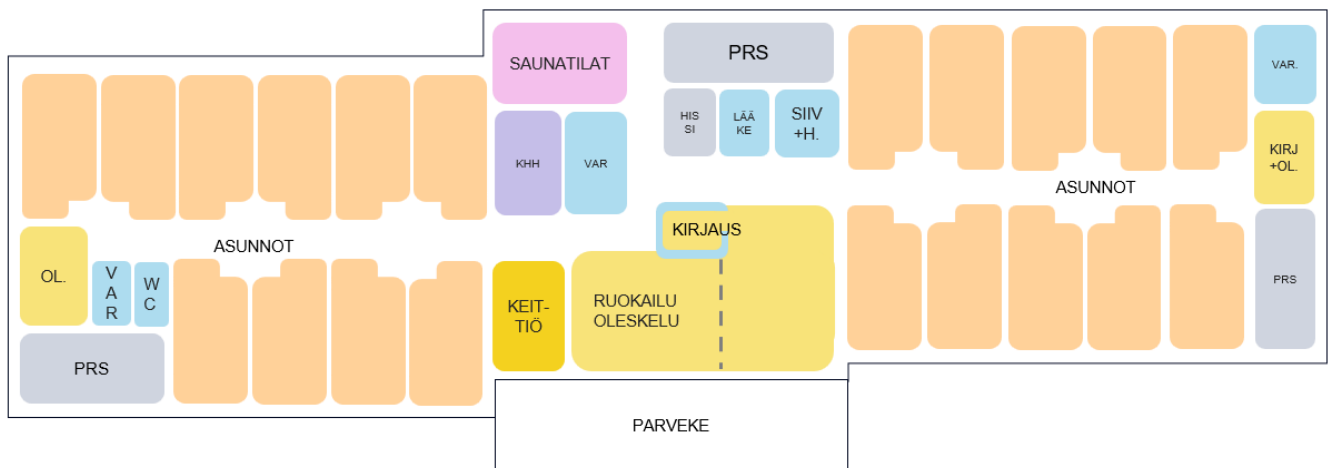 SAUNATILAT
PRS
VAR.
HIS
SI
LÄÄ
KE
SIIV
+H.
KHH
VAR
KIRJ
+OL.
ASUNNOT
KIRJAUS
ASUNNOT
OL.
V
A
R
W
C
KEIT-
TIÖ
RUOKAILU
OLESKELU
PRS
PRS
PARVEKE